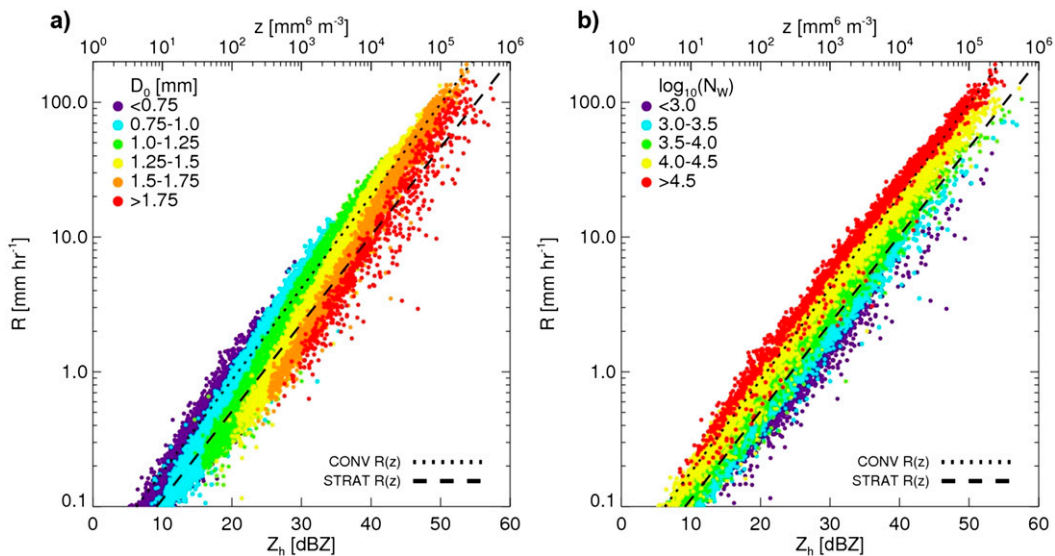 a)
z [mm⁶ m⁻³]
10⁰ 10¹ 10² 10³ 10⁴ 10⁵ 10⁶
D₀ [mm]
<0.75
0.75-1.0
1.0-1.25
1.25-1.5
1.5-1.75
>1.75
100.0
10.0
1.0
0.1
R [mm hr⁻¹]
CONV R(z)
STRAT R(z)
0 10 20 30 40 50 60
Zₕ [dBZ]
b)
z [mm⁶ m⁻³]
10⁰ 10¹ 10² 10³ 10⁴ 10⁵ 10⁶
log₁₀(N_W)
<3.0
3.0-3.5
3.5-4.0
4.0-4.5
>4.5
100.0
10.0
1.0
0.1
R [mm hr⁻¹]
CONV R(z)
STRAT R(z)
0 10 20 30 40 50 60
Zₕ [dBZ]